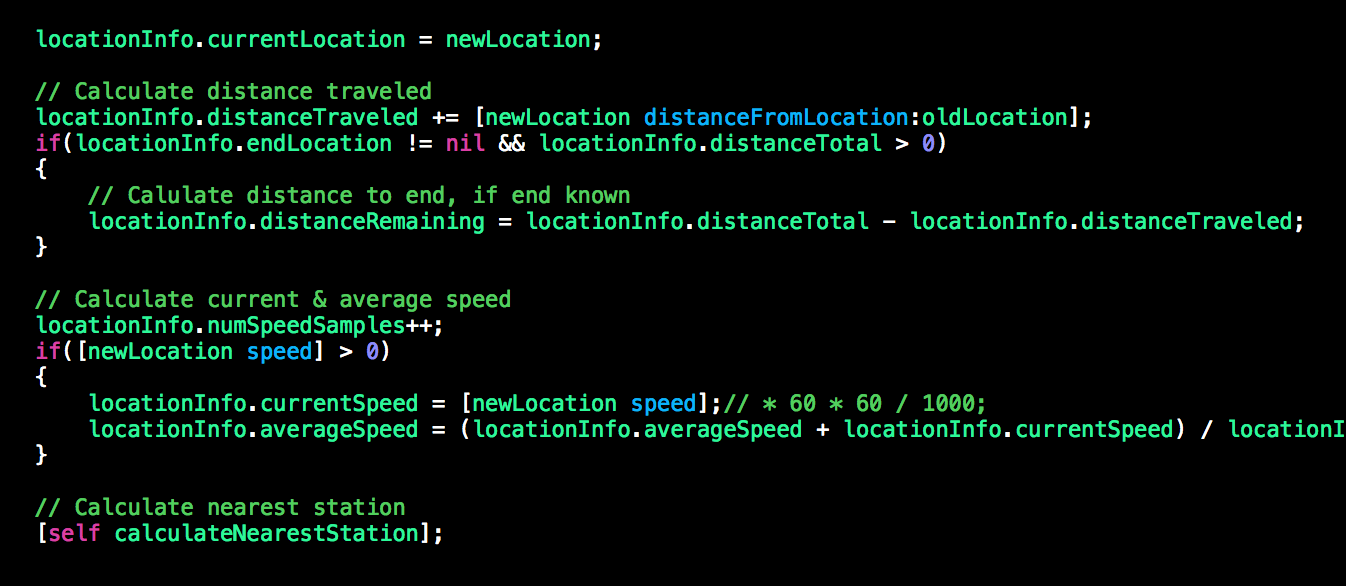 locationInfo.currentLocation = newLocation;
// Calculate distance traveled
locationInfo.distanceTraveled += [newLocation distanceFromLocation:oldLocation];
if(locationInfo.endLocation != nil && locationInfo.distanceTotal > 0)
{
// Calulate distance to end, if end known
locationInfo.distanceRemaining = locationInfo.distanceTotal - locationInfo.distanceTraveled;
}
// Calculate current & average speed
locationInfo.numSpeedSamples++;
if([newLocation speed] > 0)
{
locationInfo.currentSpeed = [newLocation speed];// * 60 * 60 / 1000;
locationInfo.averageSpeed = (locationInfo.averageSpeed + locationInfo.currentSpeed) / locationI
}
// Calculate nearest station
[self calculateNearestStation];